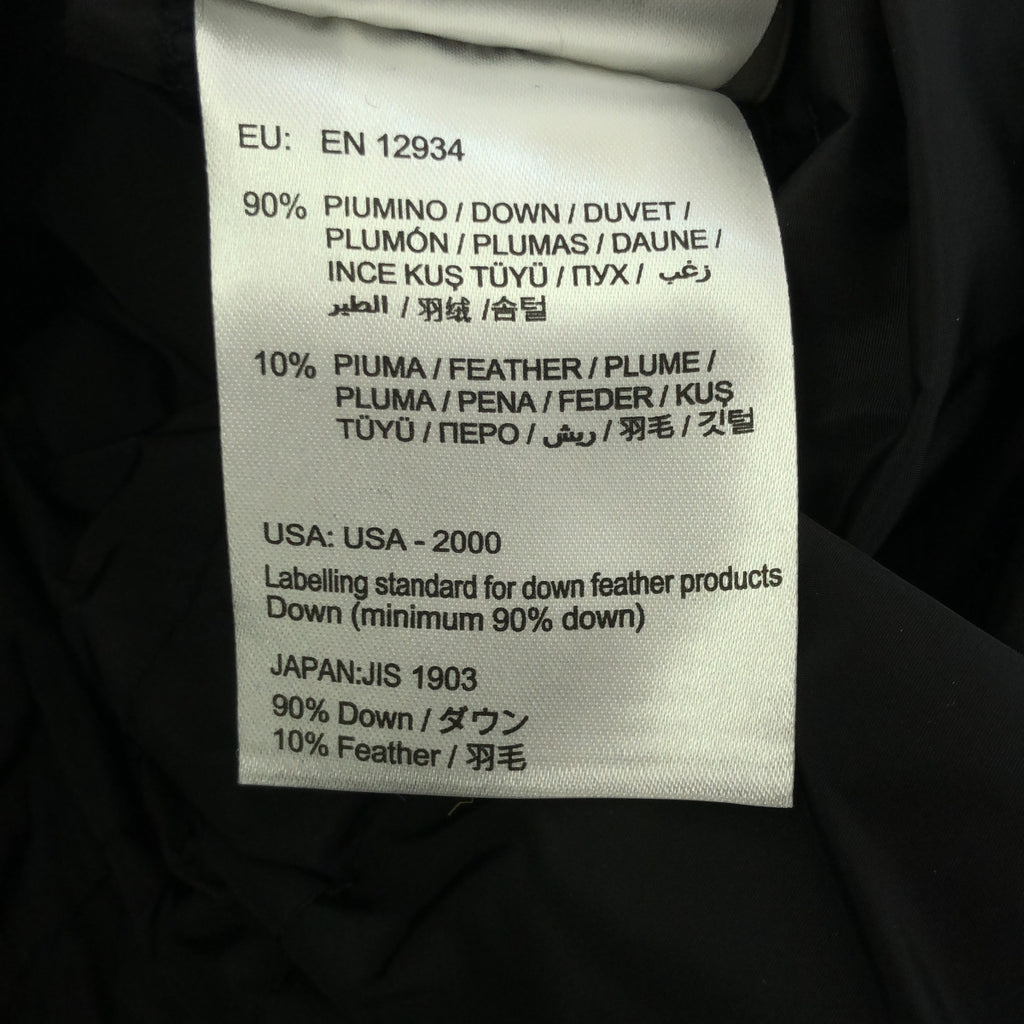 EU: EN 12934
90% PIUMINO / DOWN / DUVET /
PLUMÓN / PLUMAS / DAUNE /
INCE KUŞ TÜYÜ / ПУХ / زغب
الطير / 羽绒 /솜털
10% PIUMA / FEATHER / PLUME /
PLUMA / PENA / FEDER / KUŞ
TÜYÜ / ПЕРО / ريش / 羽毛 / 깃털
USA: USA - 2000
Labelling standard for down feather products
Down (minimum 90% down)
JAPAN:JIS 1903
90% Down / ダウン
10% Feather / 羽毛